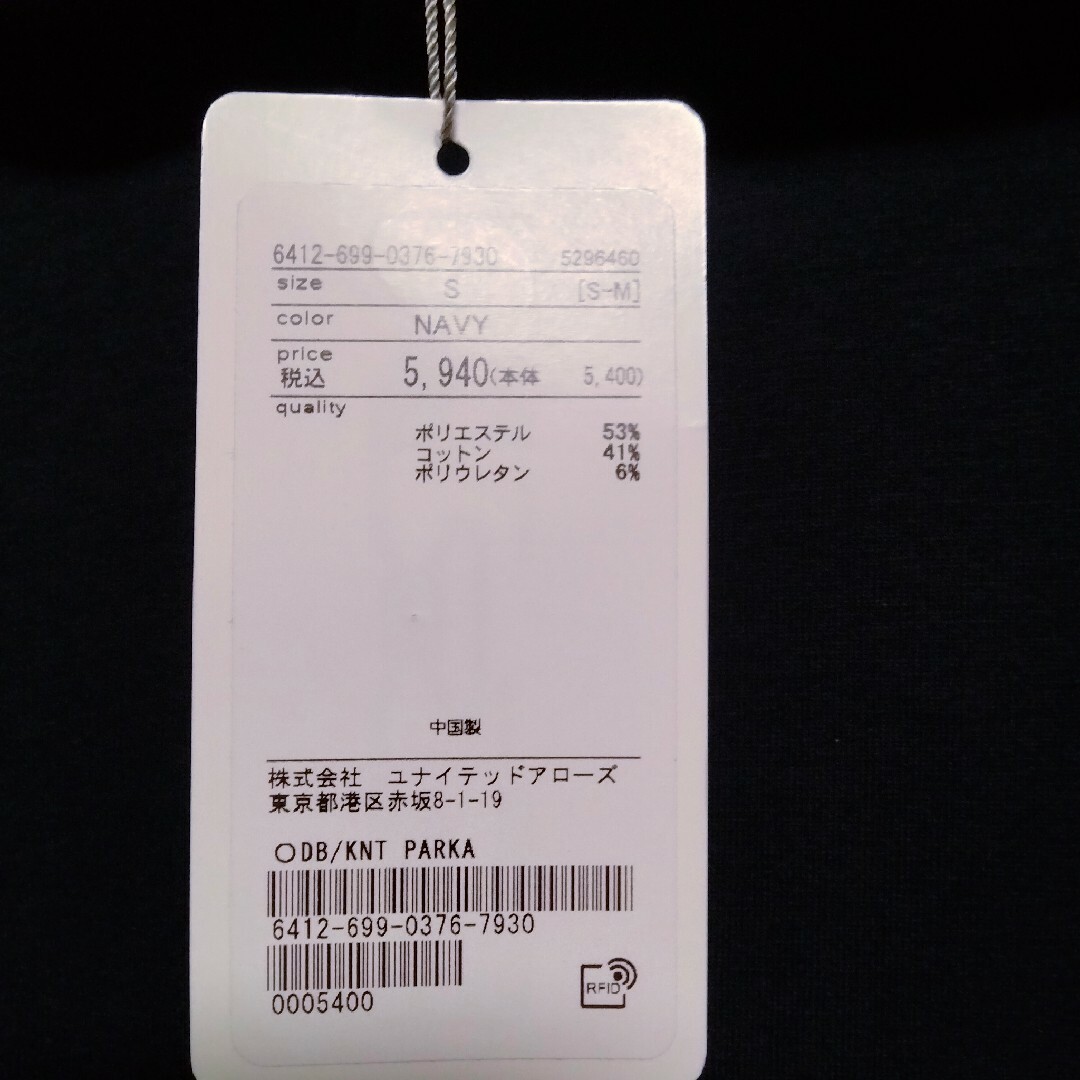 6412-699-0376-7930 5296460
size S [S-M]
color NAVY
price
税込 5,940(本体 5,400)
quality
ポリエステル 53%
コットン 41%
ポリウレタン 6%
中国製
株式会社 ユナイテッドアローズ
東京都港区赤坂8-1-19
○DB/KNT PARKA
6412-699-0376-7930
0005400
RFID